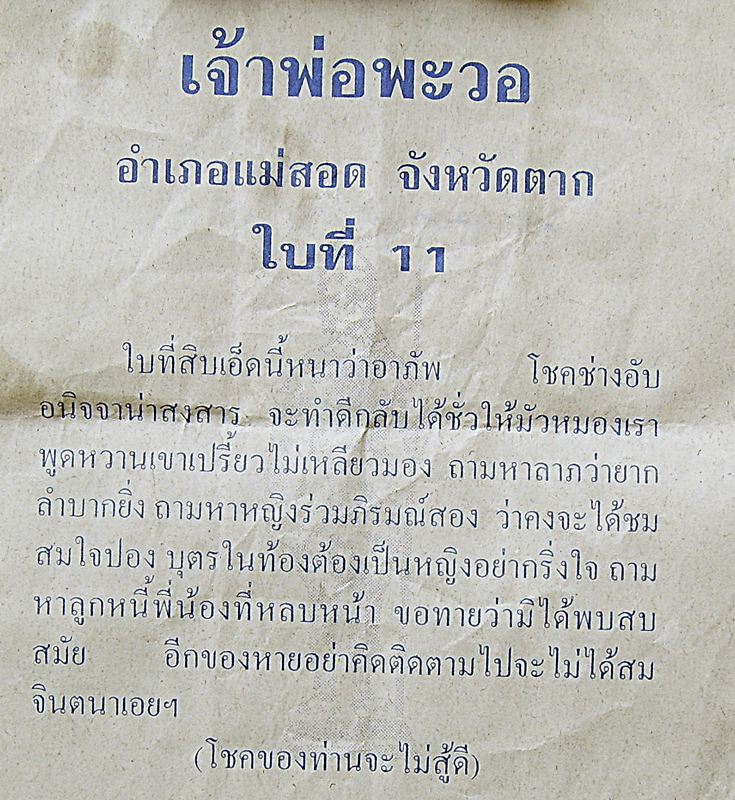 เจ้าพ่อพะวอ
อำเภอแม่สอด จังหวัดตาก
ใบที่ 11
ใบที่สิบเอ็ดนี้หนาว่าอาภัพ โชคช่างอับ
อนิจจาน่าสงสาร จะทำดีกลับได้ชั่วให้มัวหมองเรา
พูดหวานเขาเปรี้ยวไม่เหลียวมอง ถามหาลาภว่ายาก
ลำบากยิ่ง ถามหาหญิงร่วมภิรมณ์สอง ว่าคงจะได้ชม
สมใจปอง บุตรในท้องต้องเป็นหญิงอย่ากริ่งใจ ถาม
หาลูกหนี้พี่น้องที่หลบหน้า ขอทายว่ามิได้พบสบ
สมัย อีกของหายอย่าคิดติดตามไปจะไม่ได้สม
จินตนาเอยฯ
(โชคของท่านจะไม่สู้ดี)